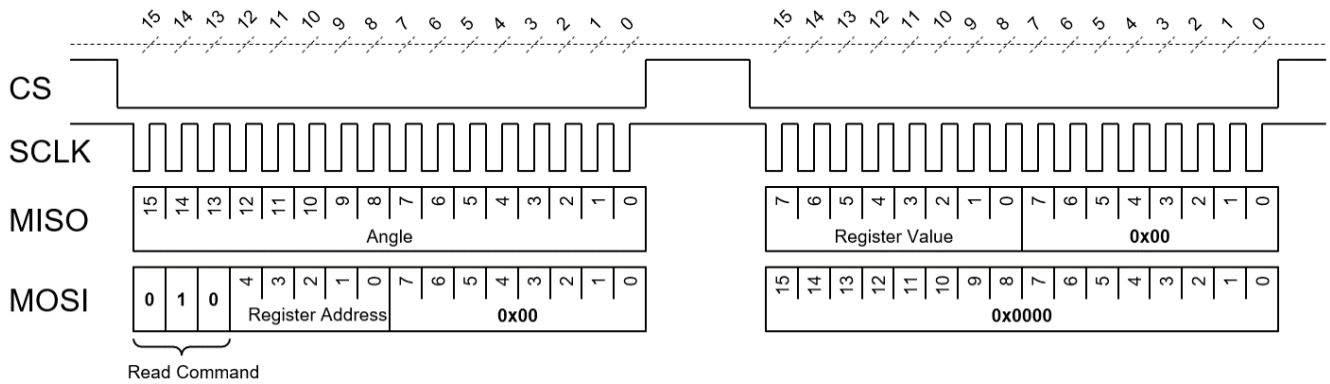 15 14 13 12 11 10 9 8 7 6 5 4 3 2 1 0 15 14 13 12 11 10 9 8 7 6 5 4 3 2 1 0
CS
SCLK
MISO
15 14 13 12 11 10 9 8 7 6 5 4 3 2 1 0 7 6 5 4 3 2 1 0 7 6 5 4 3 2 1 0
Angle Register Value 0x00
MOSI
0 1 0 4 3 2 1 0 7 6 5 4 3 2 1 0 15 14 13 12 11 10 9 8 7 6 5 4 3 2 1 0
Register Address 0x00 0x0000
Read Command